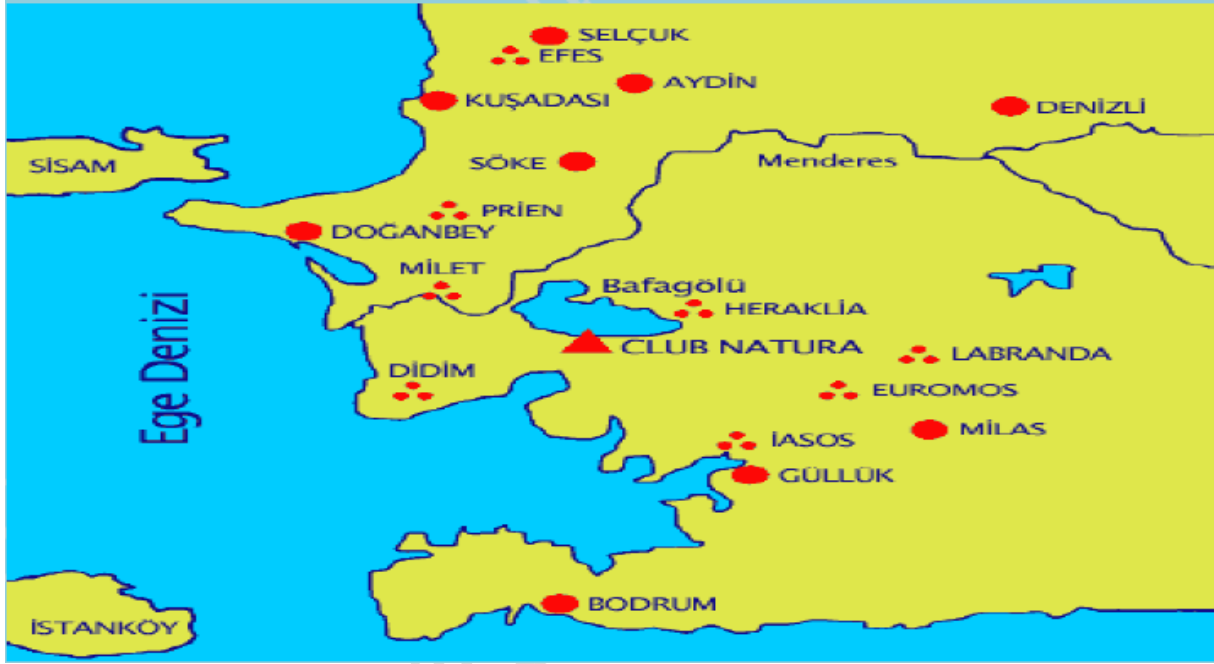 SELÇUK
EFES
AYDİN
KUŞADASI
DENİZLİ
SİSAM
SÖKE
Menderes
PRİEN
DOĞANBEY
MİLET
Bafagölü
HERAKLİA
Ege Denizi
CLUB NATURA
LABRANDA
DİDİM
EUROMOS
MİLAS
İASOS
GÜLLÜK
BODRUM
İSTANKÖY